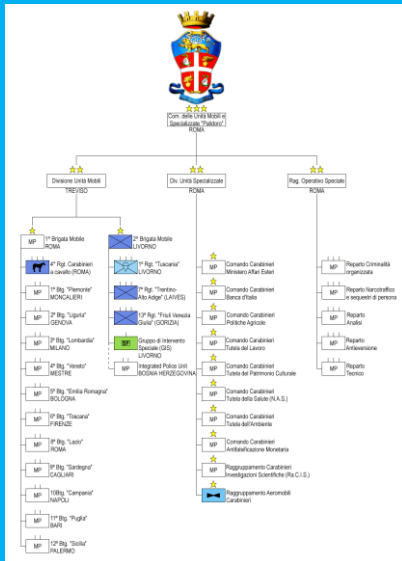 Com. delle Unità Mobili e
Specializzate "Palidoro"
ROMA
Divisione Unità Mobili
TREVISO
Div. Unità Specializzate
ROMA
Rag. Operativo Speciale
ROMA
MP
1ª Brigata Mobile
ROMA
4° Rgt. Carabinieri
a cavallo (ROMA)
MP
1° Btg. "Piemonte"
MONCALIERI
MP
2° Btg. "Liguria"
GENOVA
MP
3° Btg. "Lombardia"
MILANO
MP
4° Btg. "Veneto"
MESTRE
MP
5° Btg. "Emilia Romagna"
BOLOGNA
MP
6° Btg. "Toscana"
FIRENZE
MP
8° Btg. "Lazio"
ROMA
MP
9° Btg. "Sardegna"
CAGLIARI
MP
10Btg. "Campania"
NAPOLI
MP
11° Btg. "Puglia"
BARI
MP
12° Btg. "Sicilia"
PALERMO
2ª Brigata Mobile
LIVORNO
1° Rgt. "Tuscania"
LIVORNO
7° Rgt. "Trentino-
Alto Adige" (LAIVES)
13° Rgt. "Friuli Venezia
Giulia" (GORIZIA)
Gruppo di Intervento
Speciale (GIS)
LIVORNO
MP
Integrated Police Unit
BOSNIA HERZEGOVINA
MP
Comando Carabinieri
Ministero Affari Esteri
MP
Comando Carabinieri
Banca d'Italia
MP
Comando Carabinieri
Politiche Agricole
MP
Comando Carabinieri
Tutela del Lavoro
MP
Comando Carabinieri
Tutela del Patrimonio Culturale
MP
Comando Carabinieri
Tutela della Salute (N.A.S.)
MP
Comando Carabinieri
Tutela dell'Ambiente
MP
Comando Carabinieri
Antifalsificazione Monetaria
MP
Raggruppamento Carabinieri
Investigazioni Scientifiche (Ra.C.I.S.)
Raggruppamento Aeromobili
Carabinieri
MP
Reparto Criminalità
organizzata
MP
Reparto Narcotraffico
e sequestri di persona
MP
Reparto
Analisi
MP
Reparto
Antieversione
MP
Reparto
Tecnico